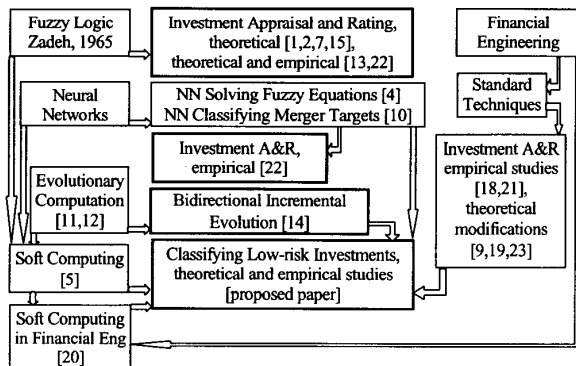 Fuzzy Logic
Zadeh, 1965
Investment Appraisal and Rating,
theoretical [1,2,7,15],
theoretical and empirical [13,22]
Financial
Engineering
Neural
Networks
NN Solving Fuzzy Equations [4]
NN Classifying Merger Targets [10]
Standard
Techniques
Investment A&R,
empirical [22]
Investment A&R
empirical studies
[18,21],
theoretical
modifications
[9,19,23]
Evolutionary
Computation
[11,12]
Bidirectional Incremental
Evolution [14]
Soft Computing
[5]
Classifying Low-risk Investments,
theoretical and empirical studies
[proposed paper]
Soft Computing
in Financial Eng
[20]